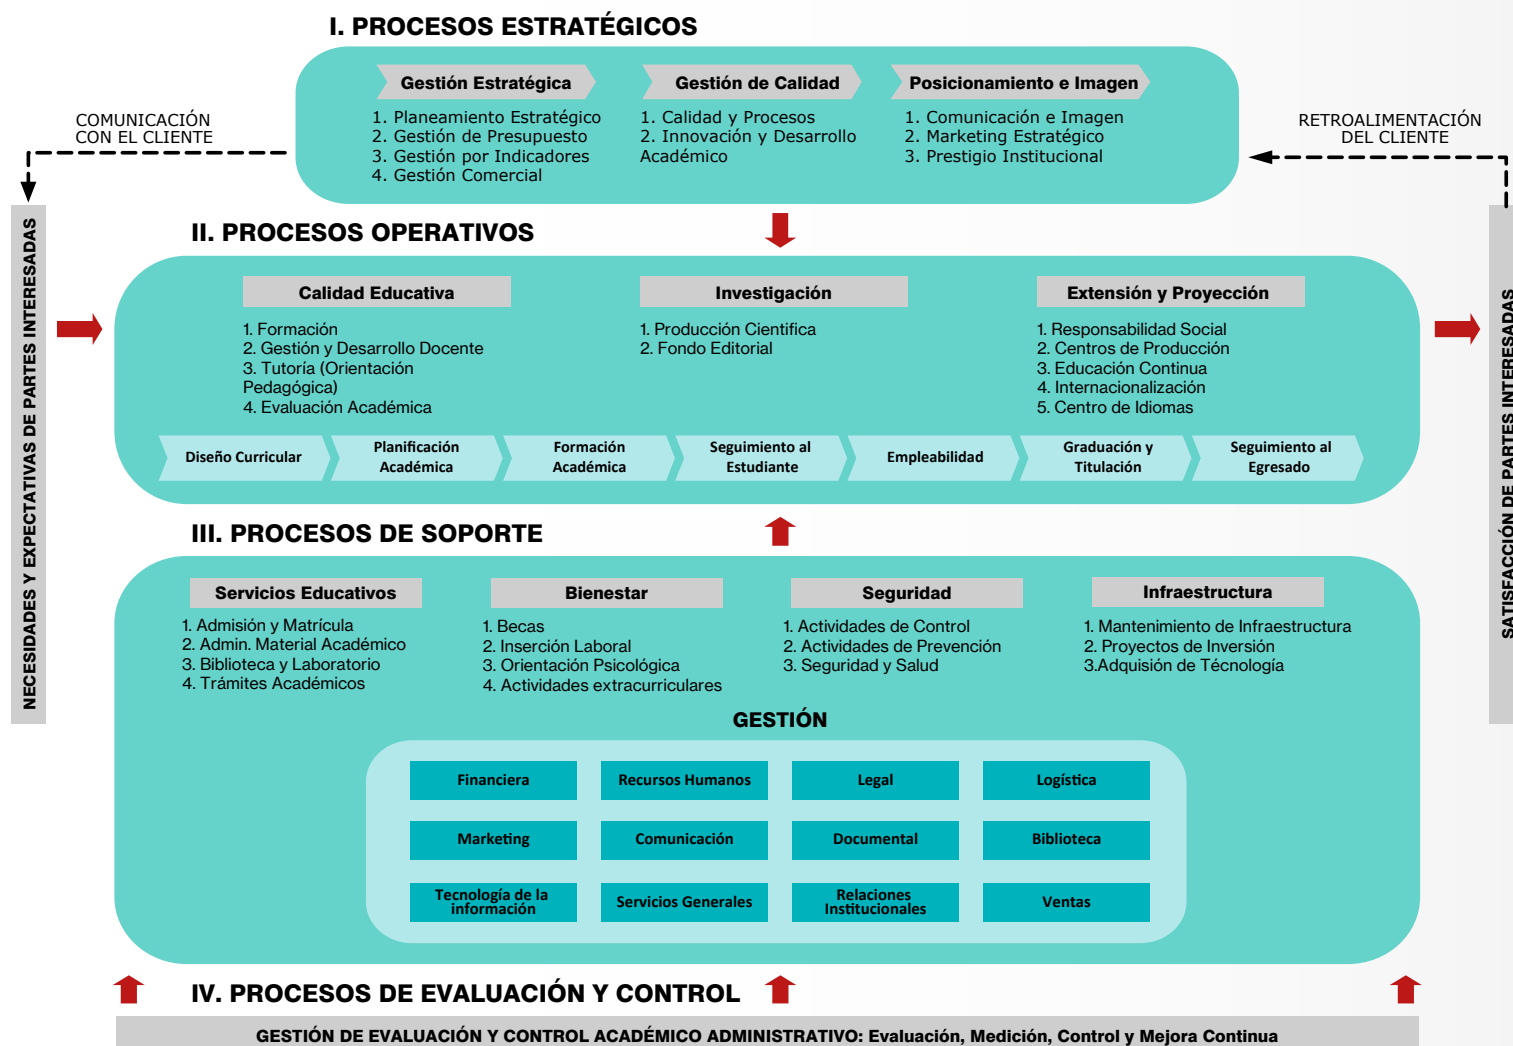 I. PROCESOS ESTRATÉGICOS
Gestión Estratégica
1. Planeamiento Estratégico
2. Gestión de Presupuesto
3. Gestión por Indicadores
4. Gestión Comercial
Gestión de Calidad
1. Calidad y Procesos
2. Innovación y Desarrollo
Académico
Posicionamiento e Imagen
1. Comunicación e Imagen
2. Marketing Estratégico
3. Prestigio Institucional
COMUNICACIÓN
CON EL CLIENTE
RETROALIMENTACIÓN
DEL CLIENTE
NECESIDADES Y EXPECTATIVAS DE PARTES INTERESADAS
II. PROCESOS OPERATIVOS
Calidad Educativa
1. Formación
2. Gestión y Desarrollo Docente
3. Tutoría (Orientación
Pedagógica)
4. Evaluación Académica
Investigación
1. Producción Cientifica
2. Fondo Editorial
Extensión y Proyección
1. Responsabilidad Social
2. Centros de Producción
3. Educación Continua
4. Internacionalización
5. Centro de Idiomas
Diseño Curricular
Planificación
Académica
Formación
Académica
Seguimiento al
Estudiante
Empleabilidad
Graduación y
Titulación
Seguimiento al
Egresado
SATISFACCIÓN DE PARTES INTERESADAS
III. PROCESOS DE SOPORTE
Servicios Educativos
1. Admisión y Matrícula
2. Admin. Material Académico
3. Biblioteca y Laboratorio
4. Trámites Académicos
Bienestar
1. Becas
2. Inserción Laboral
3. Orientación Psicológica
4. Actividades extracurriculares
Seguridad
1. Actividades de Control
2. Actividades de Prevención
3. Seguridad y Salud
Infraestructura
1. Mantenimiento de Infraestructura
2. Proyectos de Inversión
3.Adquisión de Técnología
GESTIÓN
Financiera
Recursos Humanos
Legal
Logística
Marketing
Comunicación
Documental
Biblioteca
Tecnología de la
información
Servicios Generales
Relaciones
Institucionales
Ventas
IV. PROCESOS DE EVALUACIÓN Y CONTROL
GESTIÓN DE EVALUACIÓN Y CONTROL ACADÉMICO ADMINISTRATIVO: Evaluación, Medición, Control y Mejora Continua